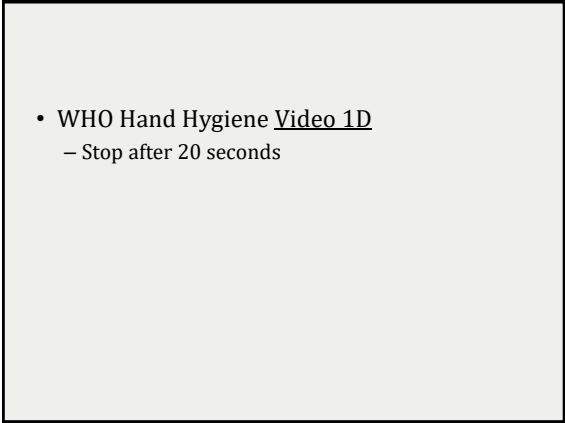 • WHO Hand Hygiene Video 1D
– Stop after 20 seconds